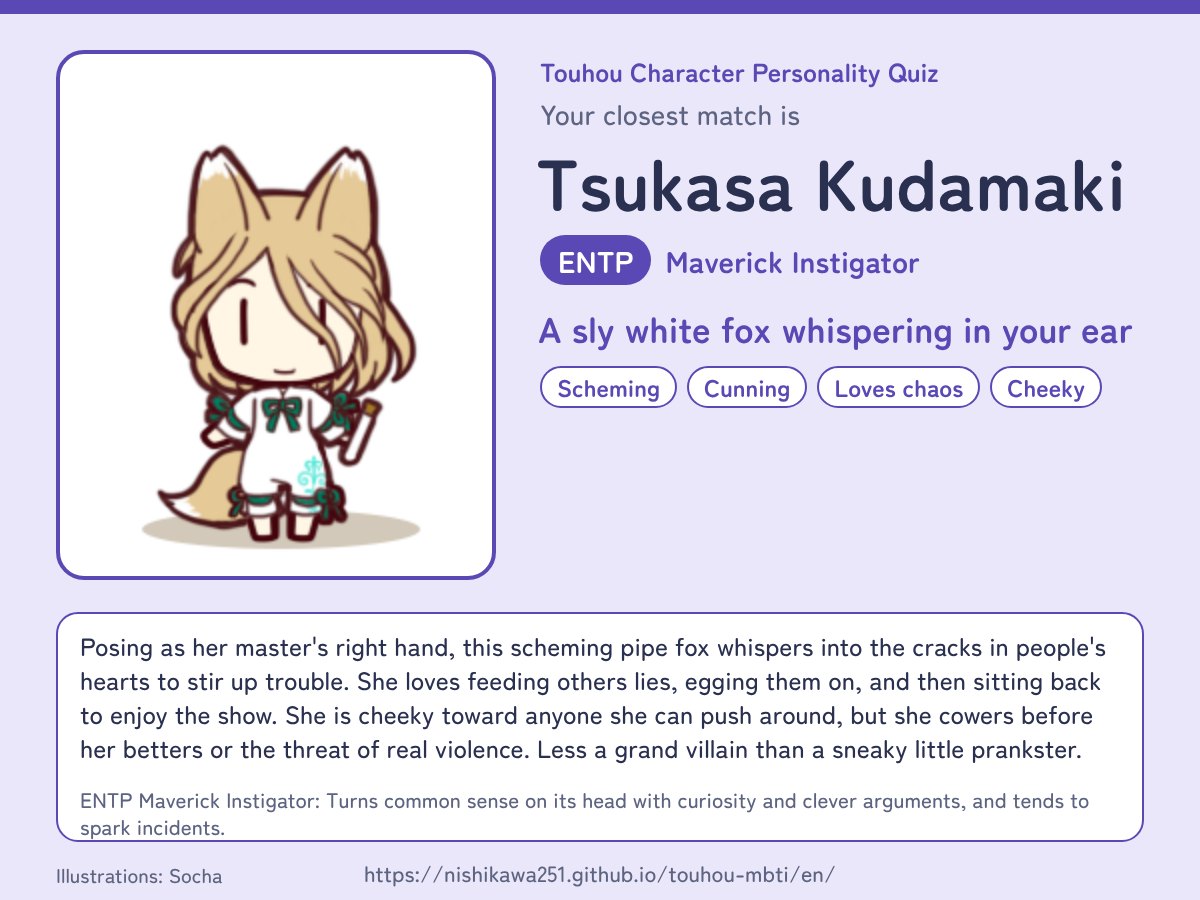 Touhou Character Personality Quiz
Your closest match is
Tsukasa Kudamaki
ENTP Maverick Instigator
A sly white fox whispering in your ear
Scheming Cunning Loves chaos Cheeky
Posing as her master's right hand, this scheming pipe fox whispers into the cracks in people's
hearts to stir up trouble. She loves feeding others lies, egging them on, and then sitting back
to enjoy the show. She is cheeky toward anyone she can push around, but she cowers before
her betters or the threat of real violence. Less a grand villain than a sneaky little prankster.
ENTP Maverick Instigator: Turns common sense on its head with curiosity and clever arguments, and tends to
spark incidents.
Illustrations: Socha https://nishikawa251.github.io/touhou-mbti/en/